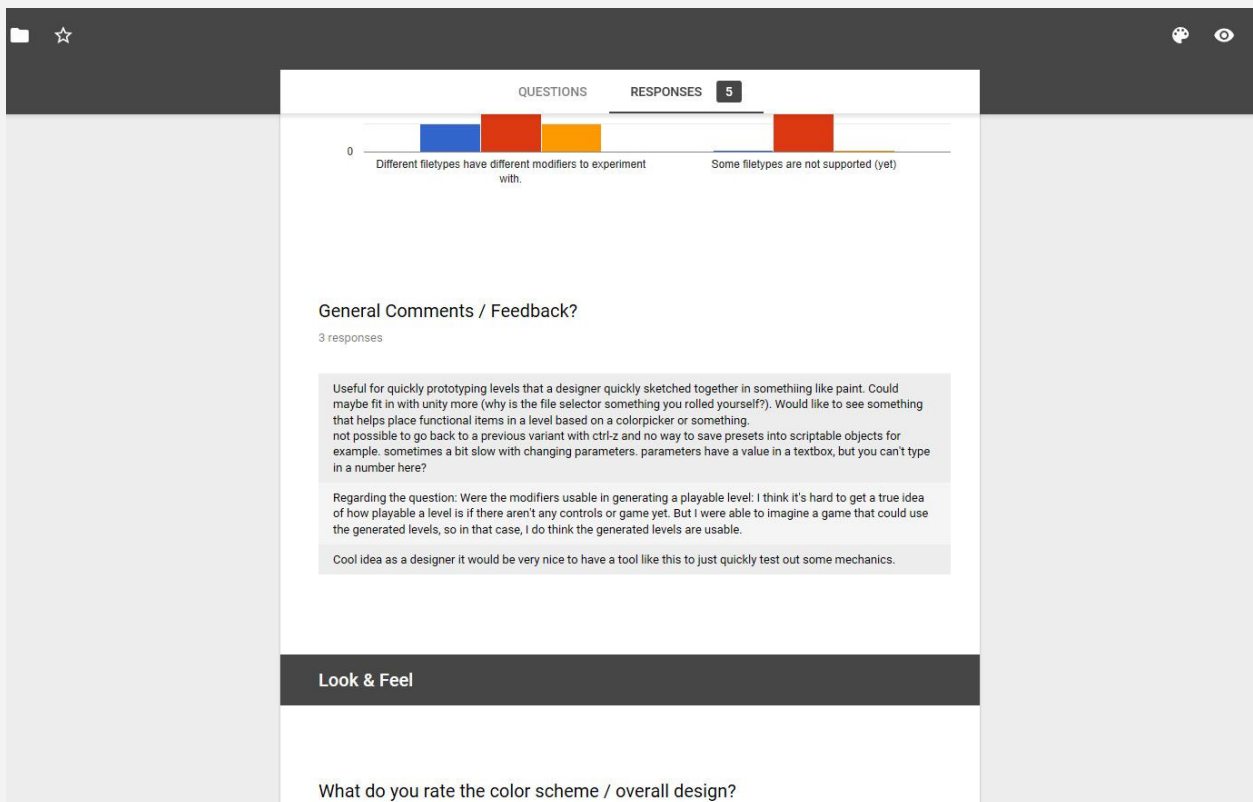 QUESTIONS RESPONSES 5
0
Different filetypes have different modifiers to experiment
with.
Some filetypes are not supported (yet)
General Comments / Feedback?
3 responses
Useful for quickly prototyping levels that a designer quickly sketched together in somethiing like paint. Could
maybe fit in with unity more (why is the file selector something you rolled yourself?). Would like to see something
that helps place functional items in a level based on a colorpicker or something.
not possible to go back to a previous variant with ctrl-z and no way to save presets into scriptable objects for
example. sometimes a bit slow with changing parameters. parameters have a value in a textbox, but you can't type
in a number here?
Regarding the question: Were the modifiers usable in generating a playable level: I think it's hard to get a true idea
of how playable a level is if there aren't any controls or game yet. But I were able to imagine a game that could use
the generated levels, so in that case, I do think the generated levels are usable.
Cool idea as a designer it would be very nice to have a tool like this to just quickly test out some mechanics.
Look & Feel
What do you rate the color scheme / overall design?